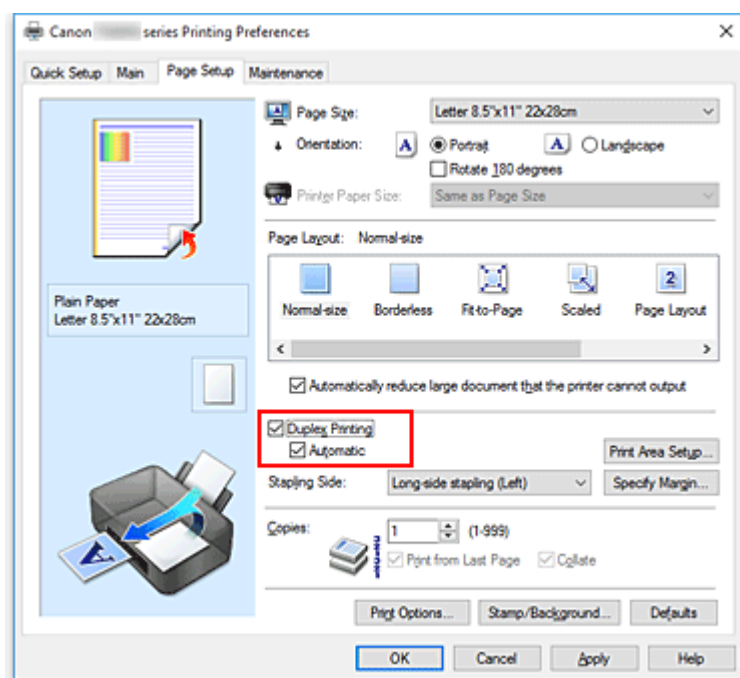 Canon series Printing Preferences
Quick Setup Main Page Setup Maintenance
Page Size: Letter 8.5"x11" 22x28cm
Orientation: A Portrait A Landscape
Rotate 180 degrees
Printer Paper Size: Same as Page Size
Page Layout: Normal-size
2
Normal-size Borderless Fit-to-Page Scaled Page Layout
Plain Paper
Letter 8.5"x11" 22x28cm
Automatically reduce large document that the printer cannot output
Duplex Printing
Automatic
Print Area Setup...
Stapling Side: Long-side stapling (Left) Specify Margin...
Copies: 1 (1-999)
Print from Last Page Collate
A
Print Options... Stamp/Background... Defaults
OK Cancel Apply Help